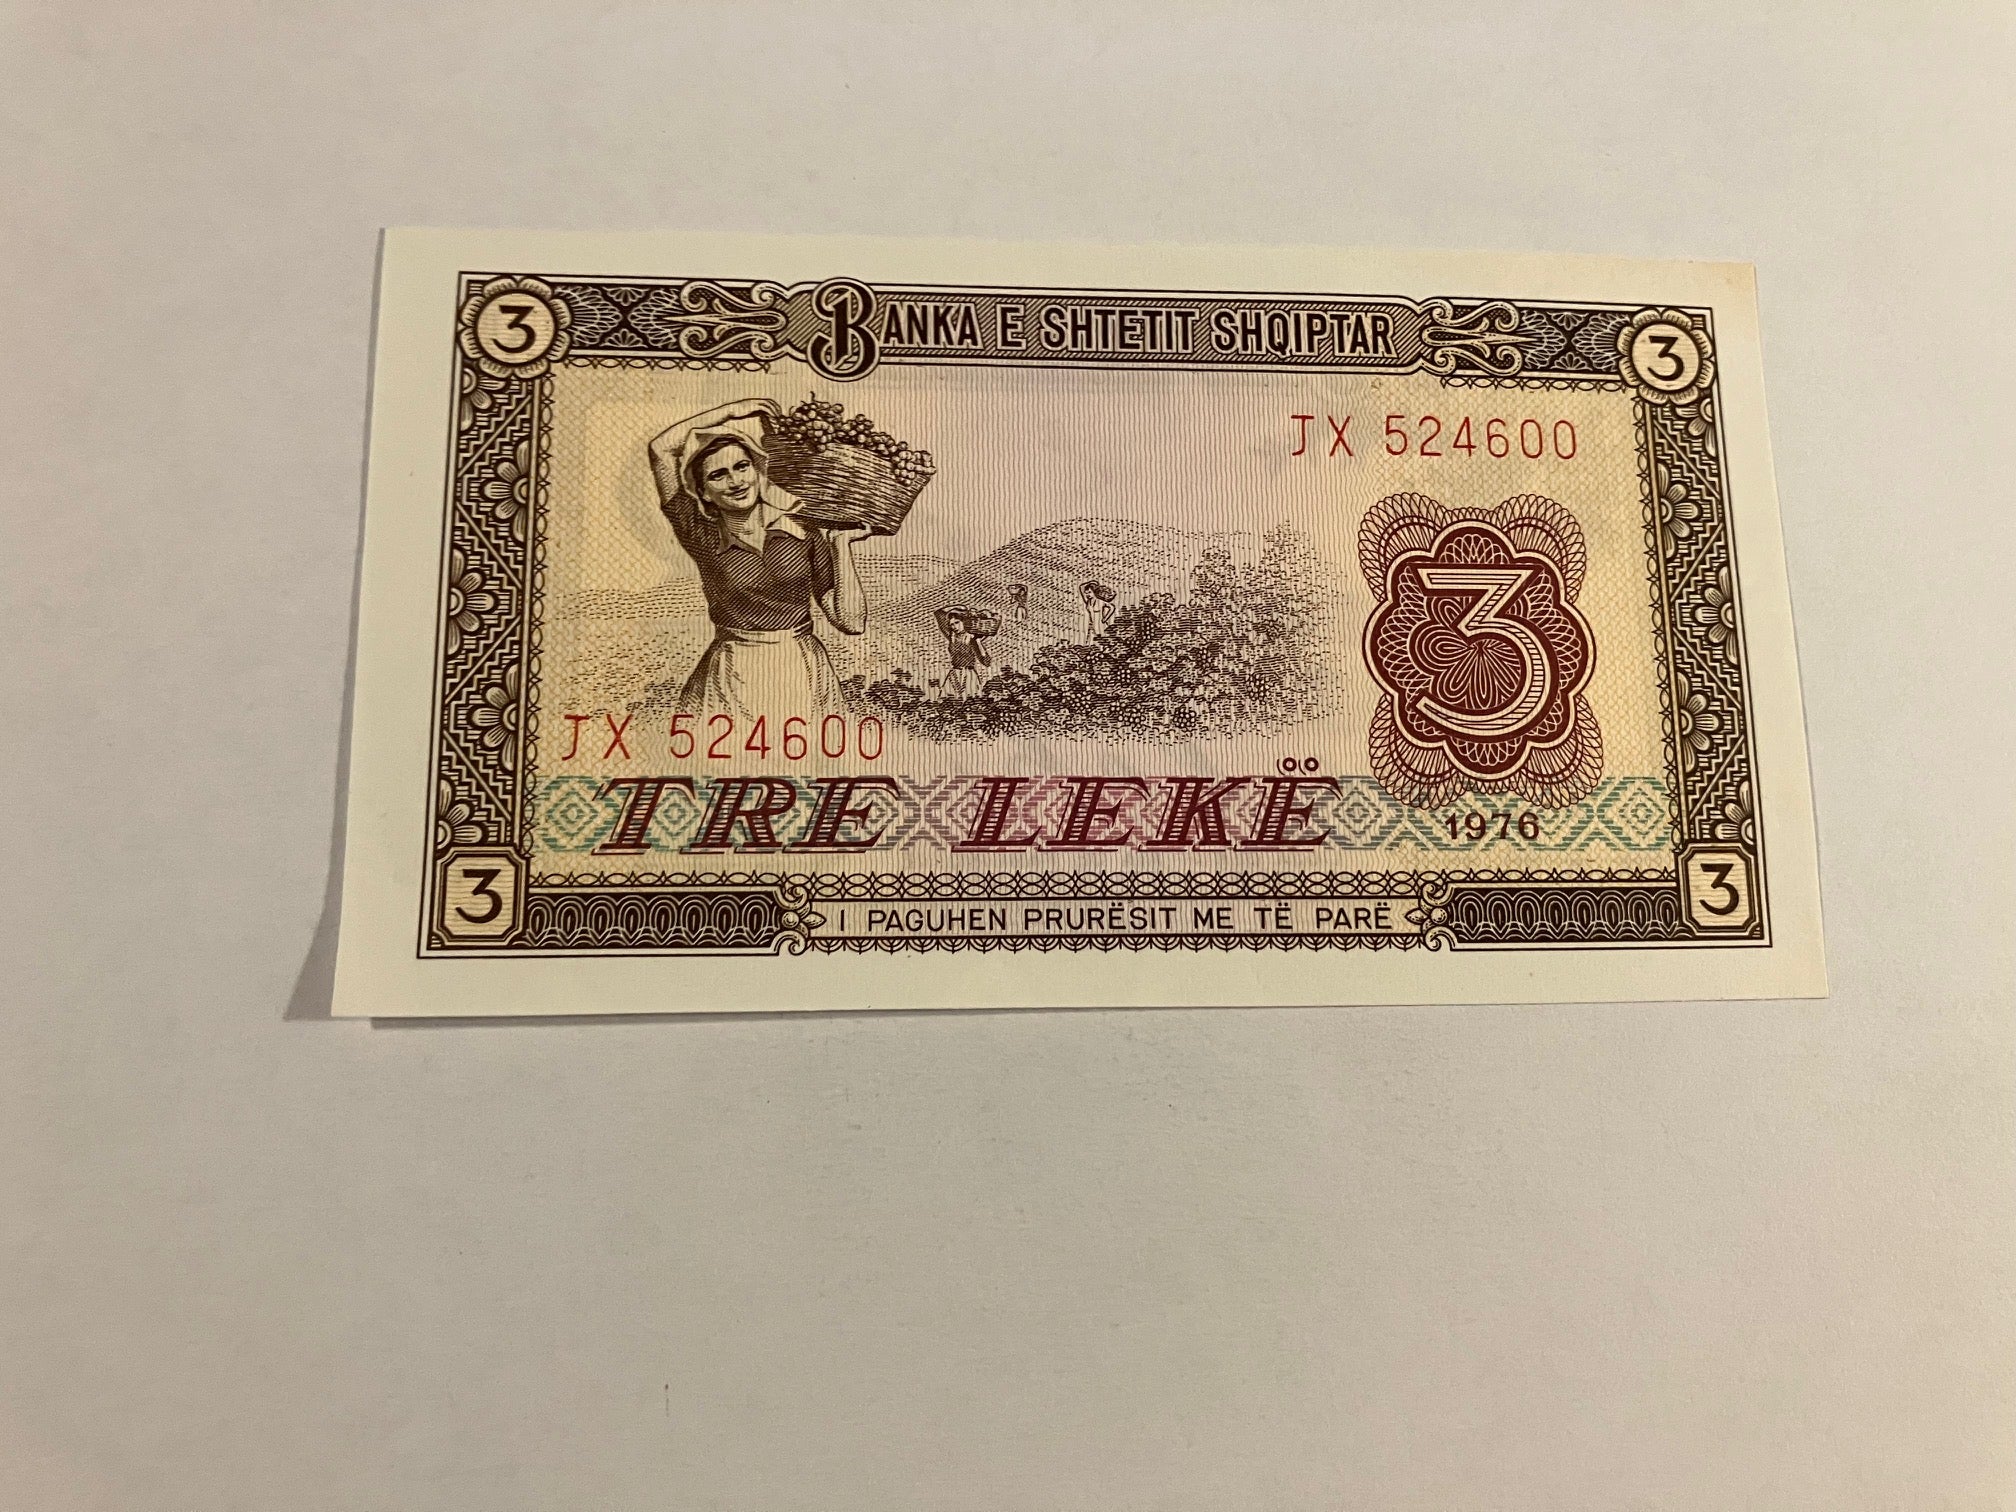 3 BANKA E SHTETIT SHQIPTAR 3
JX 524600
3
JX 524600
TRE LEKË
1976
3 I PAGUHEN PRURËSIT ME TË PARË 3